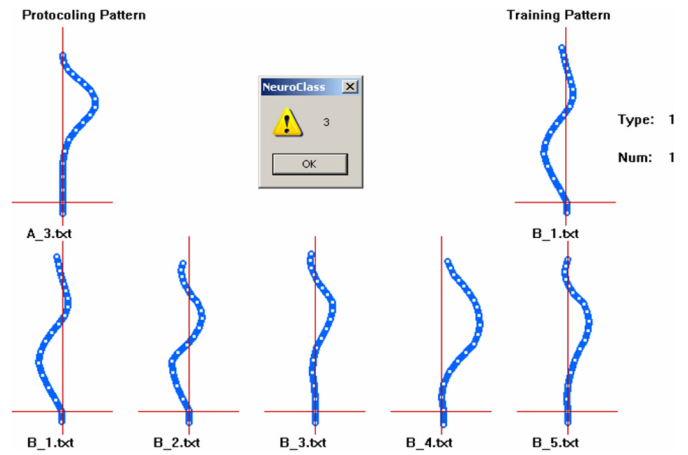 Protocoling Pattern
Training Pattern
NeuroClass
3
OK
Type: 1
Num: 1
A_3.txt
B_1.txt
B_1.txt
B_2.txt
B_3.txt
B_4.txt
B_5.txt